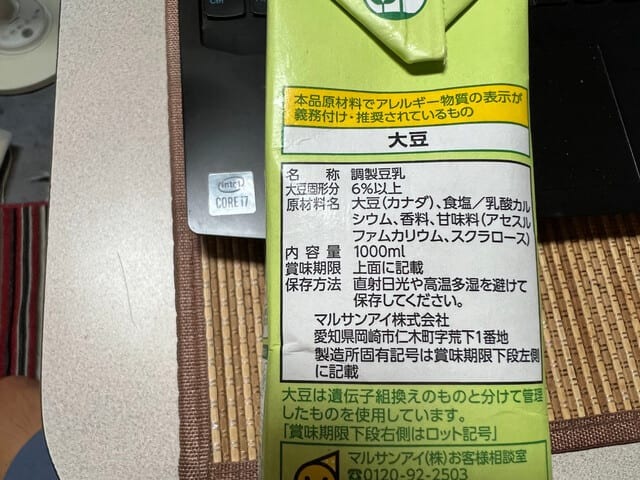 Ctrl
intel
CORE i7
本品原材料でアレルギー物質の表示が
義務付け・推奨されているもの
大豆
名称 調製豆乳
大豆固形分 6%以上
原材料名 大豆(カナダ)、食塩/乳酸カル
シウム、香料、甘味料(アセスル
ファムカリウム、スクラロース)
内容量 1000ml
賞味期限 上面に記載
保存方法 直射日光や高温多湿を避けて
保存してください。
マルサンアイ株式会社
愛知県岡崎市仁木町字荒下1番地
製造所固有記号は賞味期限下段左側
に記載
大豆は遺伝子組換えのものと分けて管理
したものを使用しています。
「賞味期限下段右側はロット記号」
マルサンアイ(株)お客様相談室
☎0120-92-2503